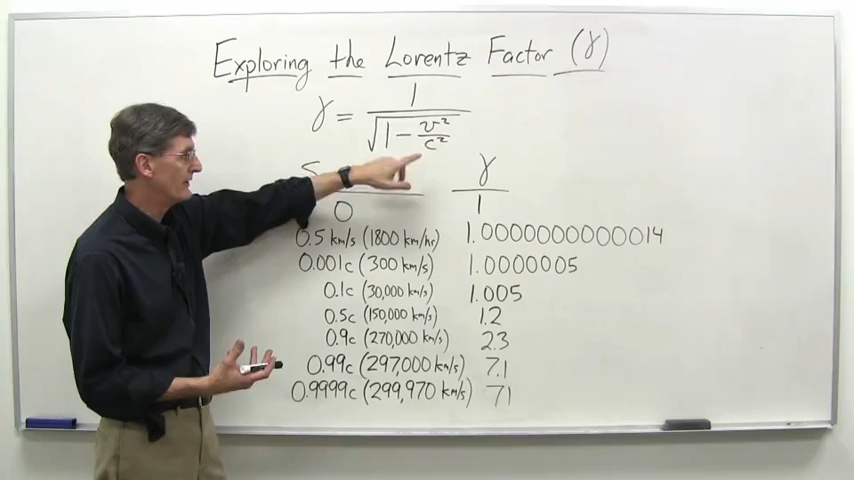 Exploring the Lorentz Factor (γ)
γ = 1 / √(1 − v²/c²)
S γ
0 1
0.5 km/s (1800 km/hr) 1.00000000000014
0.001c (300 km/s) 1.0000005
0.1c (30,000 km/s) 1.005
0.5c (150,000 km/s) 1.2
0.9c (270,000 km/s) 2.3
0.99c (297,000 km/s) 7.1
0.9999c (299,970 km/s) 71